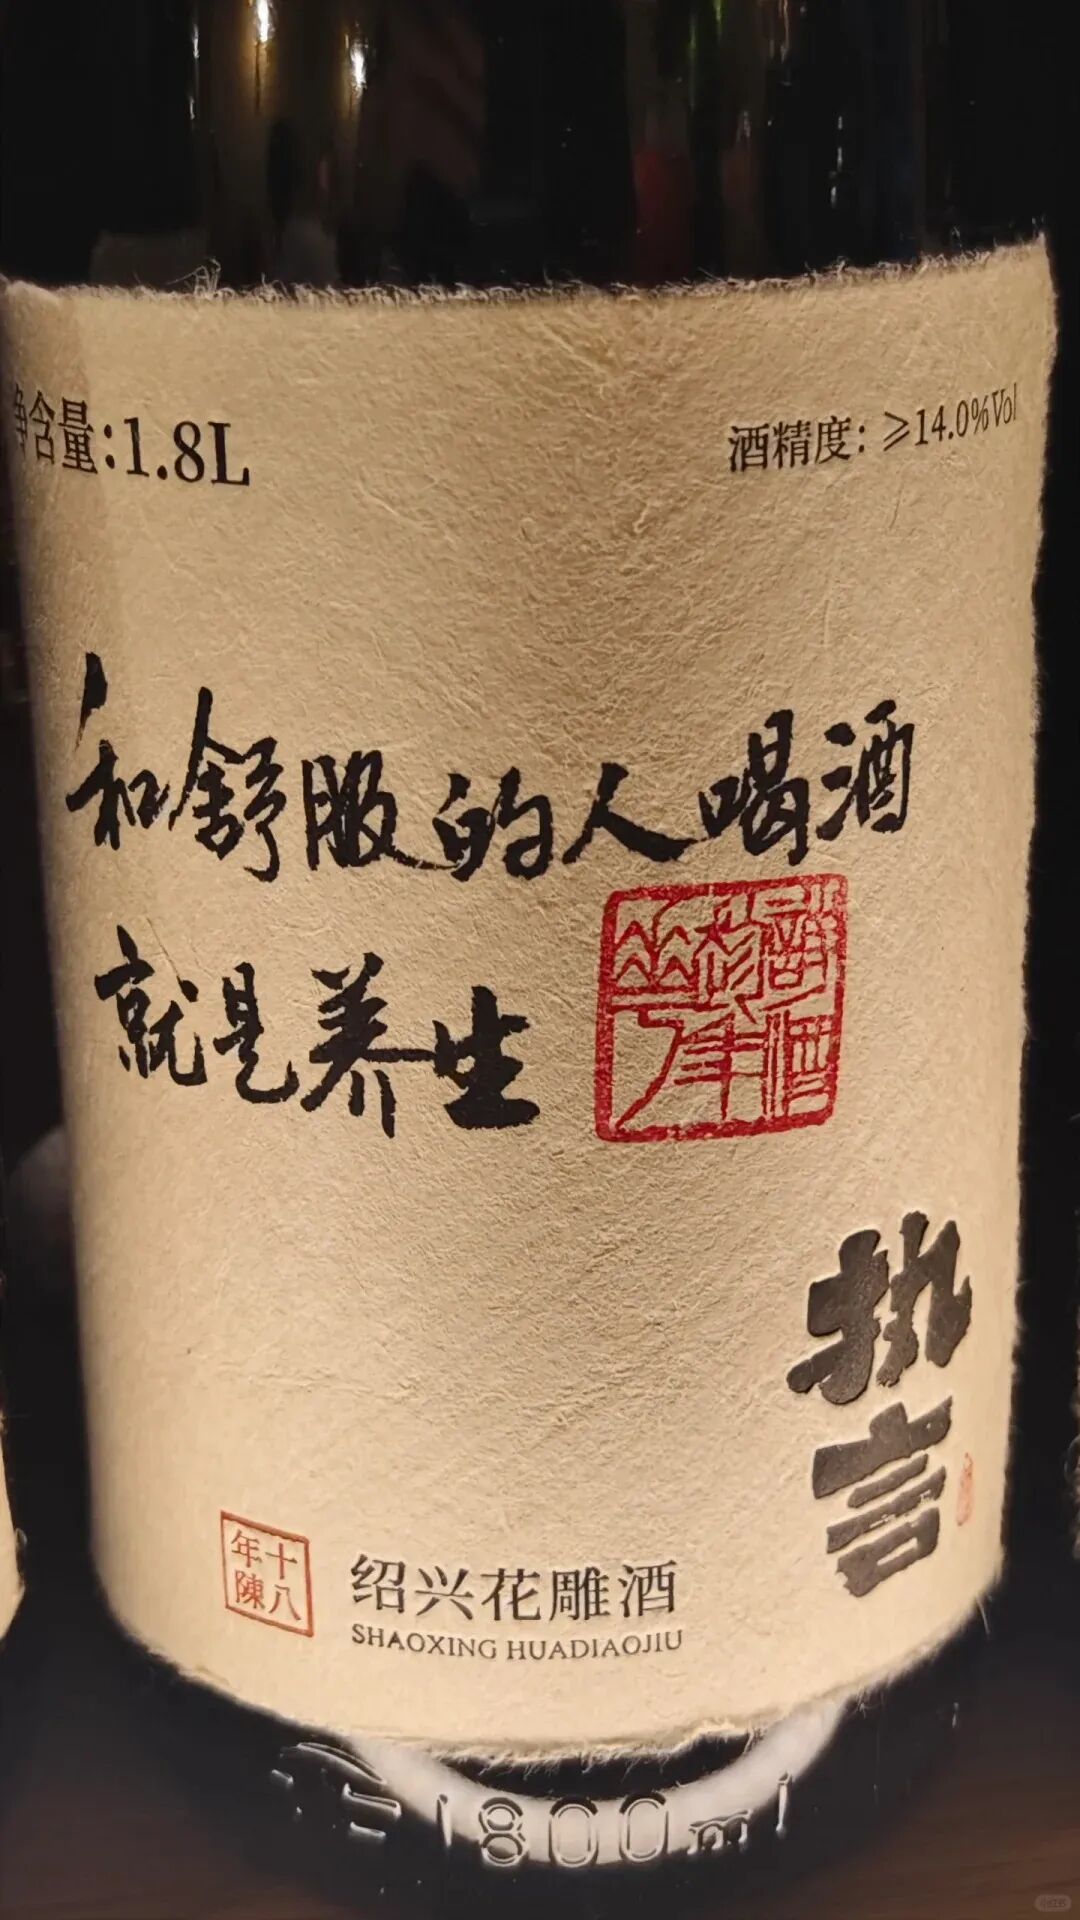 净含量:1.8L
酒精度: ≥14.0%Vol
和舒服的人喝酒
就是养生
执言
十八
年陳
绍兴花雕酒
SHAOXING HUADIAOJIU
1800ml